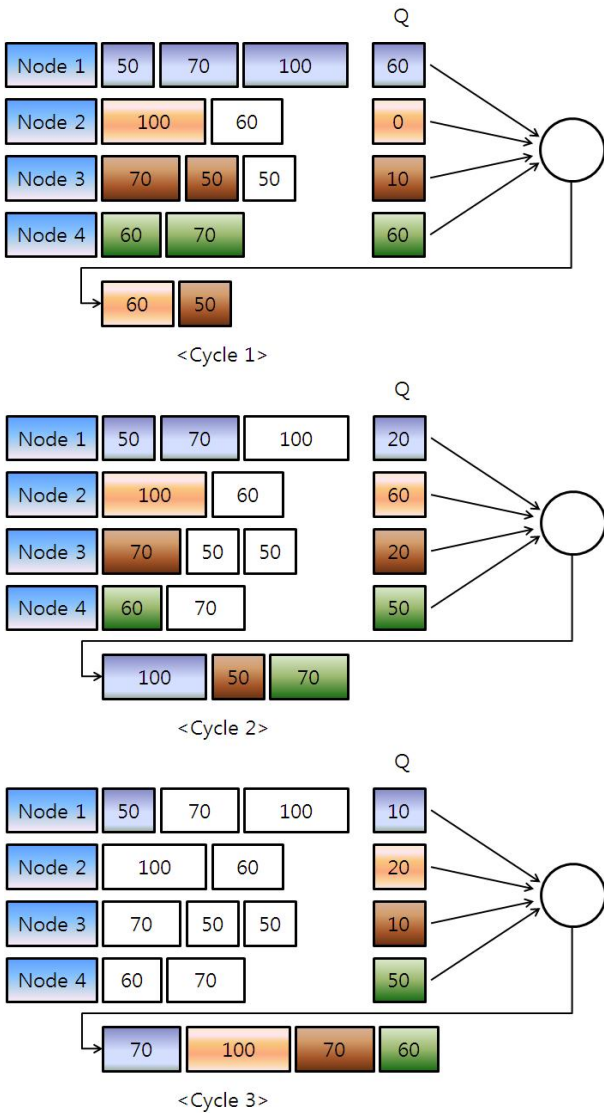 Q
Node 1 50 70 100 60
Node 2 100 60 0
Node 3 70 50 50 10
Node 4 60 70 60
60 50
<Cycle 1>
Q
Node 1 50 70 100 20
Node 2 100 60 60
Node 3 70 50 50 20
Node 4 60 70 50
100 50 70
<Cycle 2>
Q
Node 1 50 70 100 10
Node 2 100 60 20
Node 3 70 50 50 10
Node 4 60 70 50
70 100 70 60
<Cycle 3>